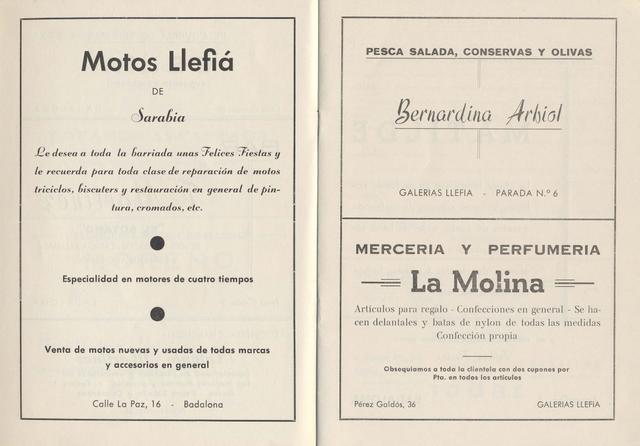 Motos Llefiá
DE
Sarabia
Le desea a toda la barriada unas Felices Fiestas y
le recuerda para toda clase de reparación de motos
triciclos, biscuters y restauración en general de pin-
tura, cromados, etc.
Especialidad en motores de cuatro tiempos
Venta de motos nuevas y usadas de todas marcas
y accesorios en general
Calle La Paz, 16 - Badalona
PESCA SALADA, CONSERVAS Y OLIVAS
Bernardina Arbiol
GALERIAS LLEFIA - PARADA N.º 6
MERCERIA Y PERFUMERIA
La Molina
Artículos para regalo - Confecciones en general - Se ha-
cen delantales y batas de nylon de todas las medidas
Confección propia
Obsequiamos a toda la clientela con dos cupones por
Pta. en todos los artículos
Pérez Galdós, 36 GALERIAS LLEFIA